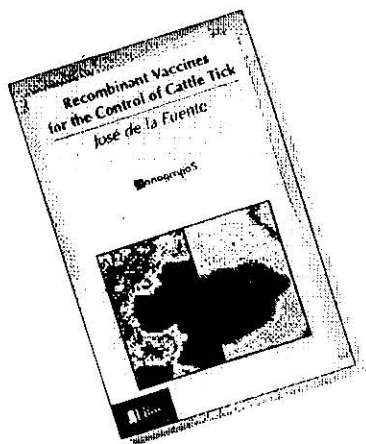 Recombinant Vaccines
for the Control of Cattle Tick
José de la Fuente